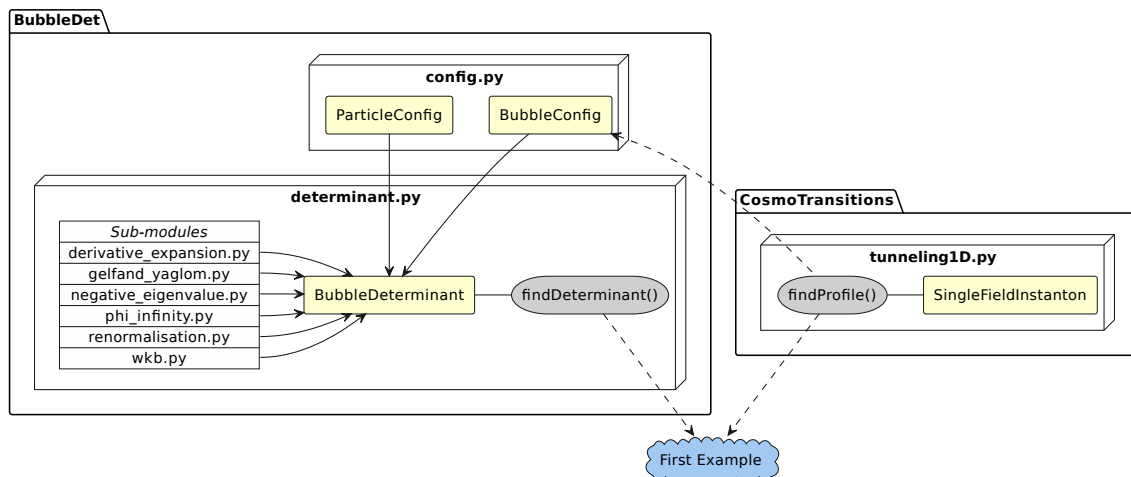 BubbleDet
config.py
ParticleConfig
BubbleConfig
determinant.py
Sub-modules
derivative_expansion.py
gelfand_yaglom.py
negative_eigenvalue.py
phi_infinity.py
renormalisation.py
wkb.py
BubbleDeterminant
findDeterminant()
CosmoTransitions
tunneling1D.py
findProfile()
SingleFieldInstanton
First Example